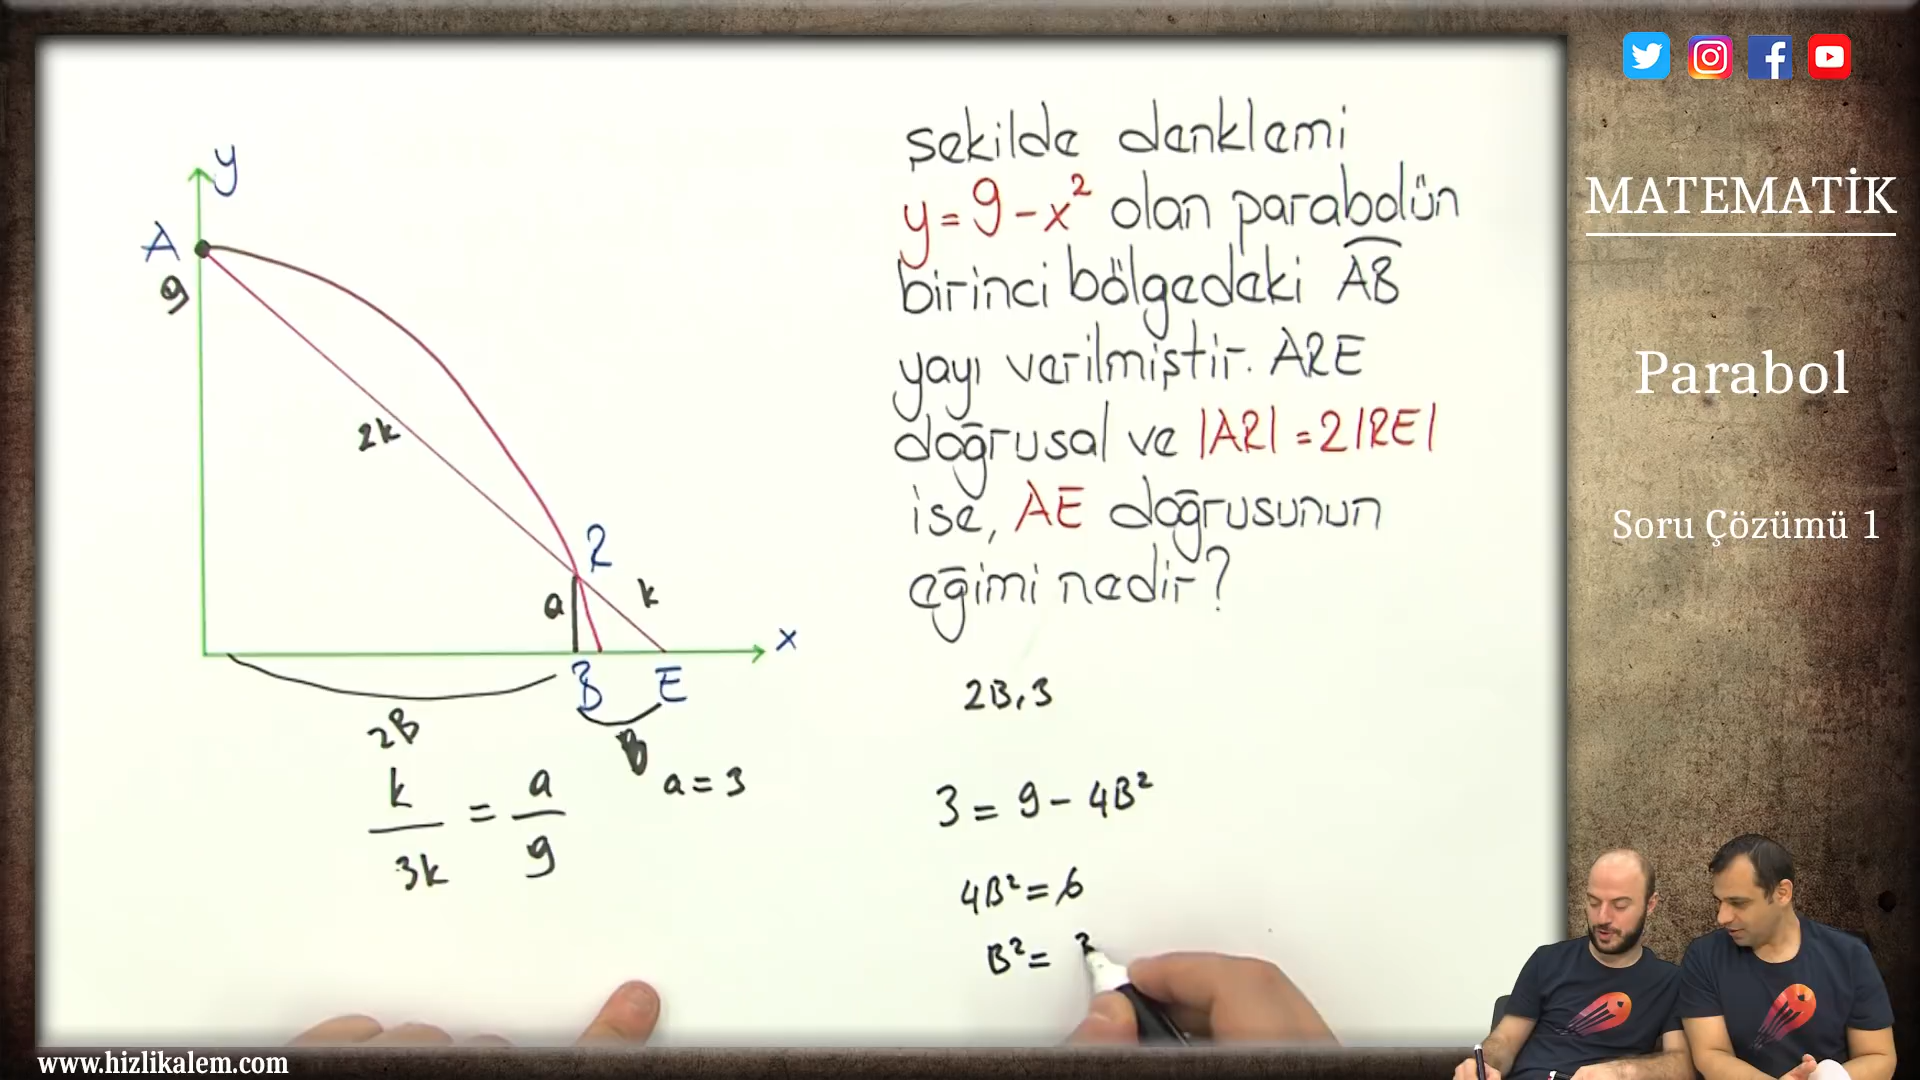 şekilde denklemi
y = 9 - x² olan parabolün
birinci bölgedeki AB
yayı verilmiştir. ARE
doğrusal ve |AR| = 2|RE|
ise, AE doğrusunun
eğimi nedir?
y
A
9
2k
R
a
k
x
B
E
2B
B
k/3k = a/9
a = 3
2B, 3
3 = 9 - 4B²
4B² = 6
B² = 3
MATEMATİK
Parabol
Soru Çözümü 1
www.hizlikalem.com